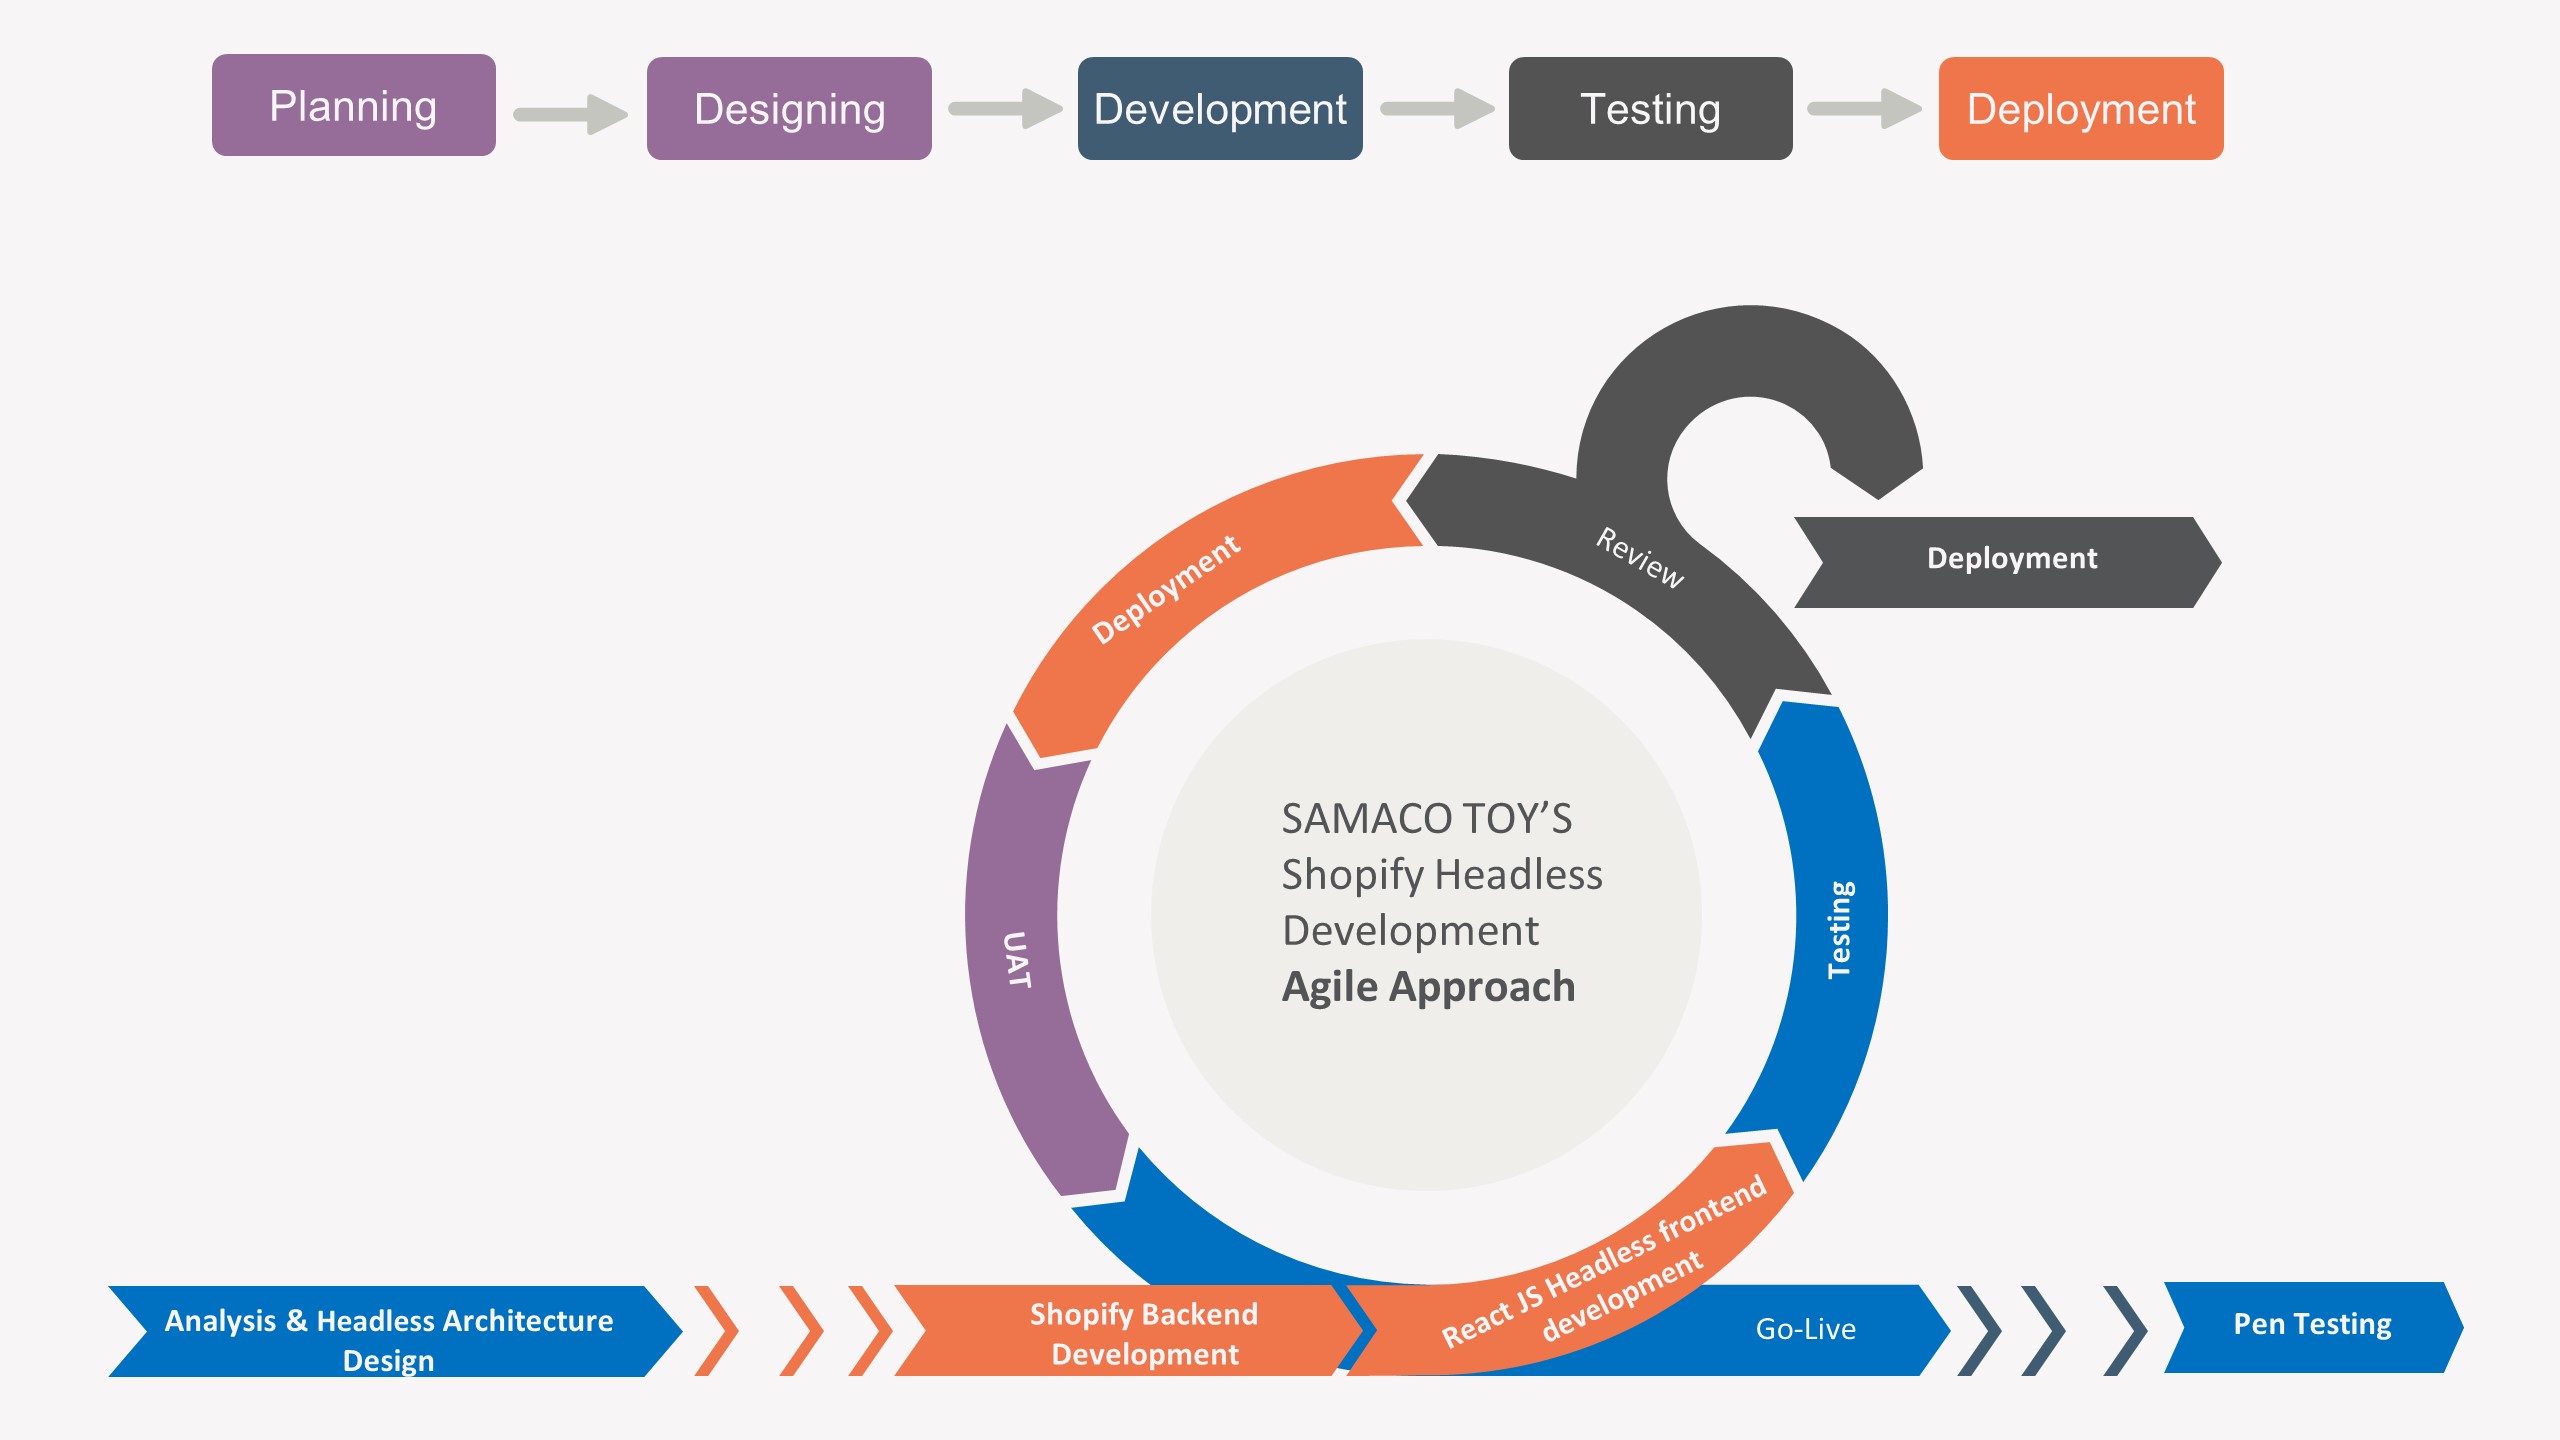 Planning
Designing
Development
Testing
Deployment
Review
Deployment
Deployment
SAMACO TOY’S
Shopify Headless
Development
Agile Approach
Testing
UAT
React JS Headless frontend
development
Analysis & Headless Architecture
Design
Shopify Backend
Development
Go-Live
Pen Testing